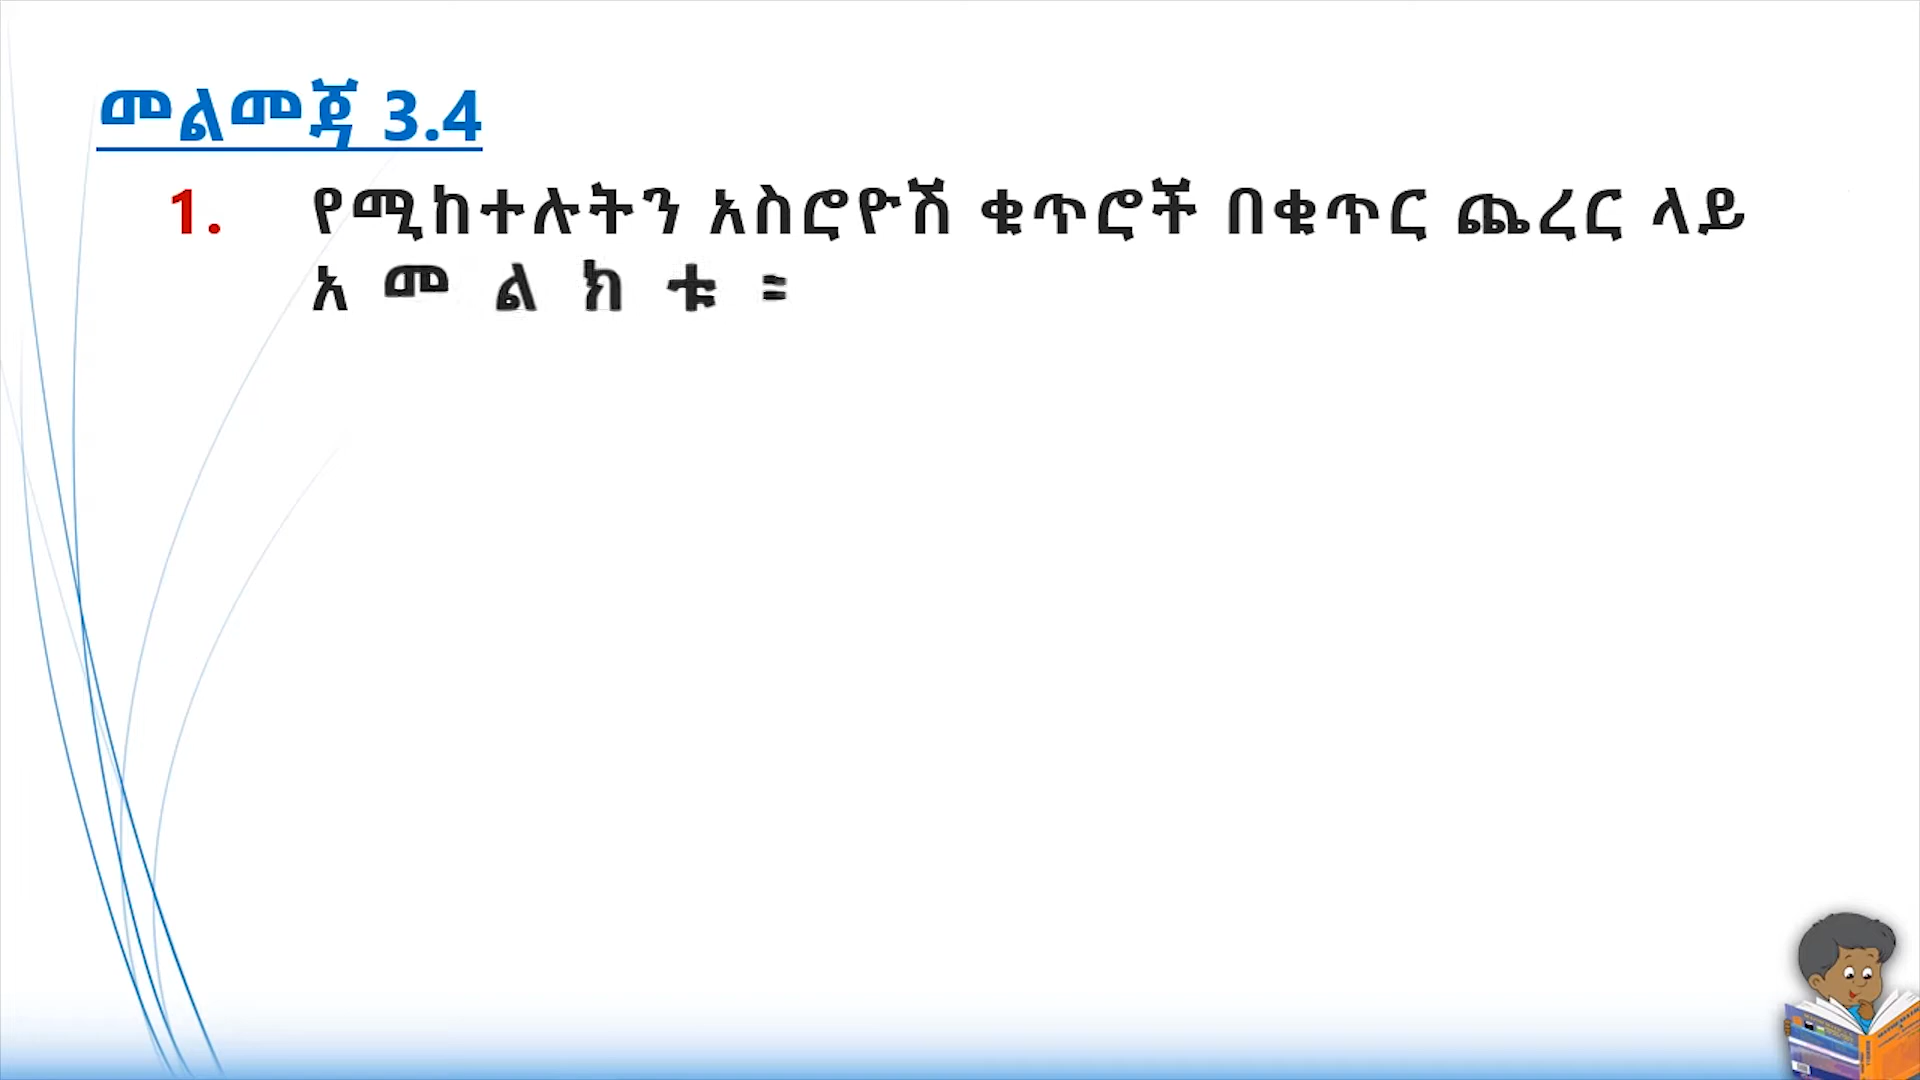 መልመጃ 3.4
1. የሚከተሉትን አስሮዮሽ ቁጥሮች በቁጥር ጨረር ላይ
አ መ ል ክ ቱ ፡፡